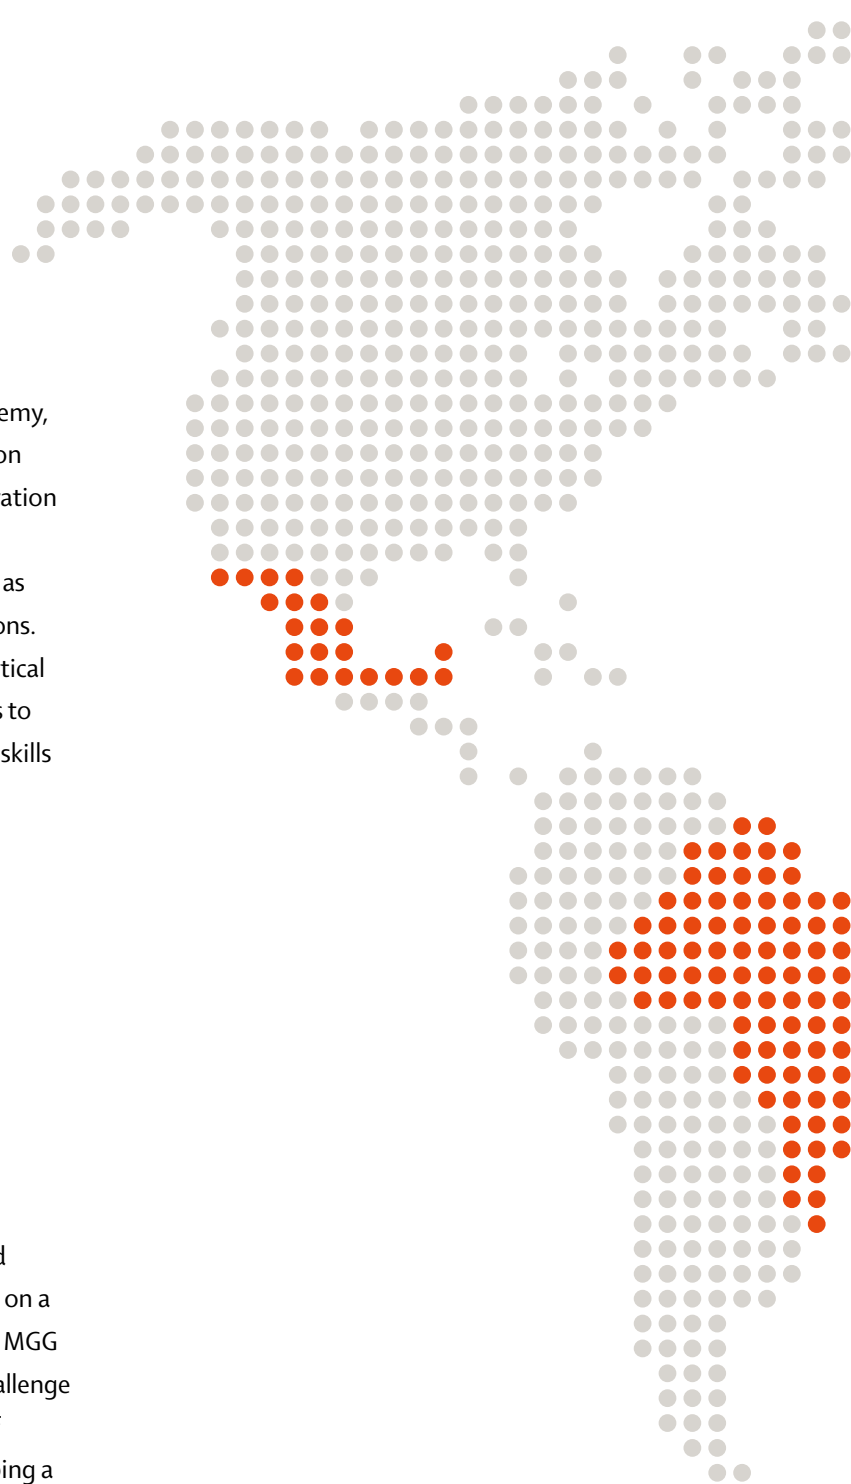 emy,
on
ation
as
ons.
tical
s to
skills
d
on a
MGG
allenge
ing a